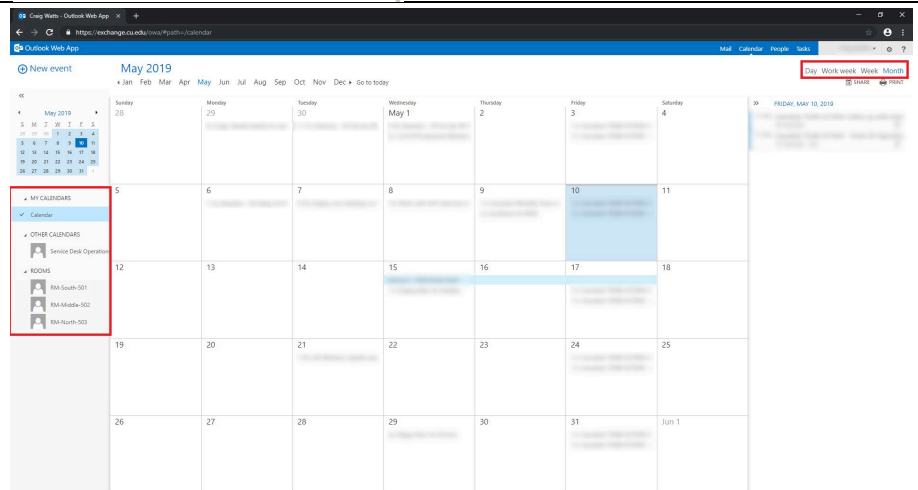 Craig Watts - Outlook Web App
https://exchange.cu.edu/owa/#path=/calendar
Outlook Web App
Mail Calendar People Tasks ?
New event
May 2019
Jan Feb Mar Apr May Jun Jul Aug Sep Oct Nov Dec Go to today
Day Work week Week Month
SHARE PRINT
May 2019
S M T W T F S
28 29 30 1 2 3 4
5 6 7 8 9 10 11
12 13 14 15 16 17 18
19 20 21 22 23 24 25
26 27 28 29 30 31 1
MY CALENDARS
Calendar
OTHER CALENDARS
Service Desk Operation
ROOMS
RM-South-501
RM-Middle-502
RM-North-503
Sunday Monday Tuesday Wednesday Thursday Friday Saturday
28 29 30 May 1 2 3 4
5 6 7 8 9 10 11
12 13 14 15 16 17 18
19 20 21 22 23 24 25
26 27 28 29 30 31 Jun 1
FRIDAY, MAY 10, 2019